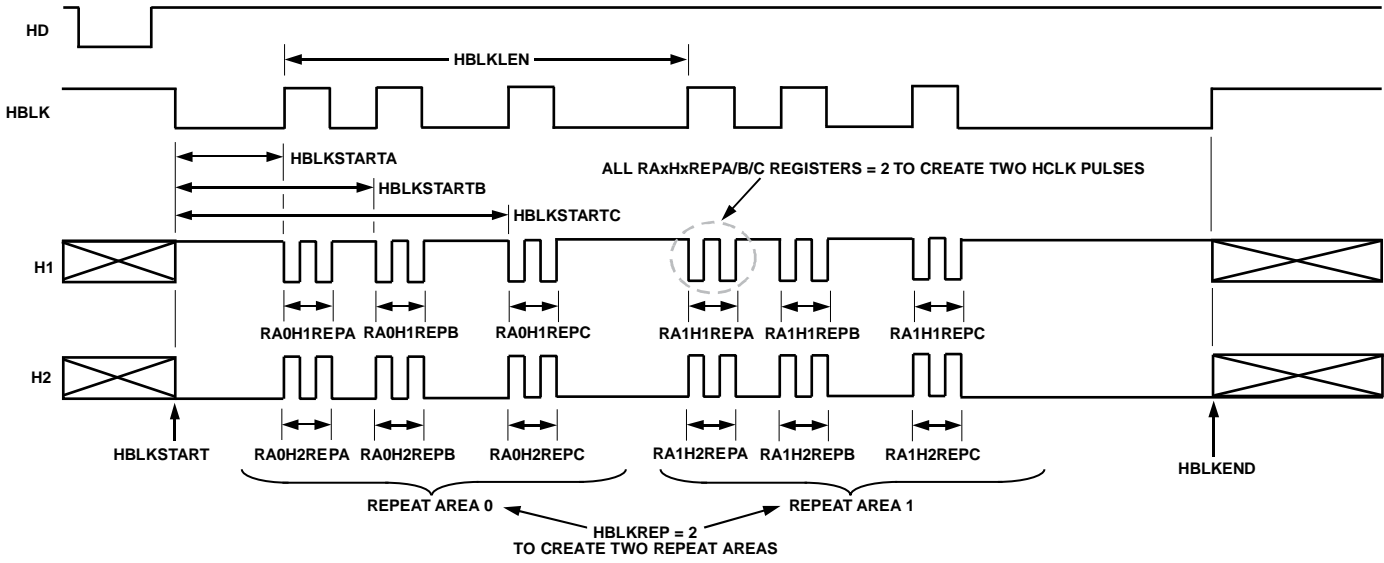 HD
HBLKLEN
HBLK
HBLKSTARTA
ALL RAxHxREPA/B/C REGISTERS = 2 TO CREATE TWO HCLK PULSES
HBLKSTARTB
HBLKSTARTC
H1
RA0H1REPA RA0H1REPB RA0H1REPC RA1H1REPA RA1H1REPB RA1H1REPC
H2
HBLKSTART RA0H2REPA RA0H2REPB RA0H2REPC RA1H2REPA RA1H2REPB RA1H2REPC
HBLKEND
REPEAT AREA 0 REPEAT AREA 1
HBLKREP = 2
TO CREATE TWO REPEAT AREAS